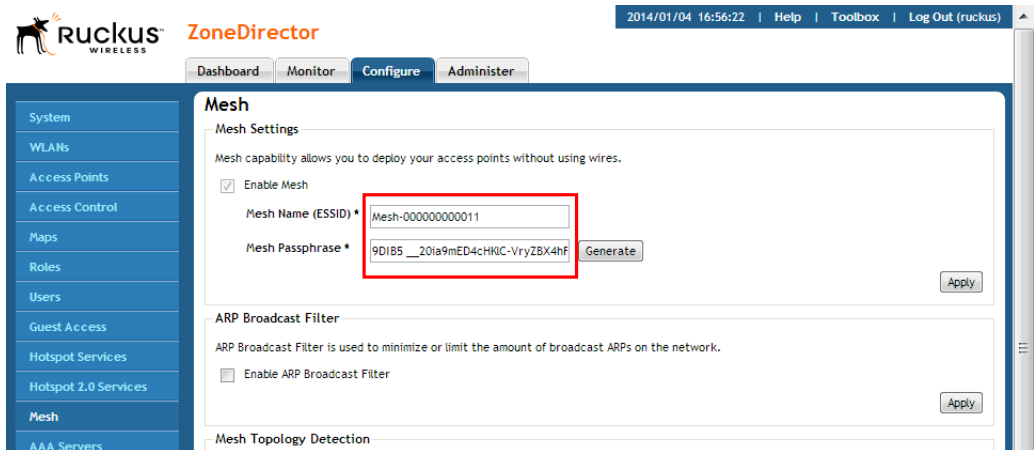 2014/01/04 16:56:22 | Help | Toolbox | Log Out (ruckus)
RUCKUS
WIRELESS
ZoneDirector
Dashboard Monitor Configure Administer
System
WLANs
Access Points
Access Control
Maps
Roles
Users
Guest Access
Hotspot Services
Hotspot 2.0 Services
Mesh
AAA Servers
Mesh
Mesh Settings
Mesh capability allows you to deploy your access points without using wires.
Enable Mesh
Mesh Name (ESSID) * Mesh-000000000011
Mesh Passphrase * Generate
Apply
ARP Broadcast Filter
ARP Broadcast Filter is used to minimize or limit the amount of broadcast ARPs on the network.
Enable ARP Broadcast Filter
Apply
Mesh Topology Detection